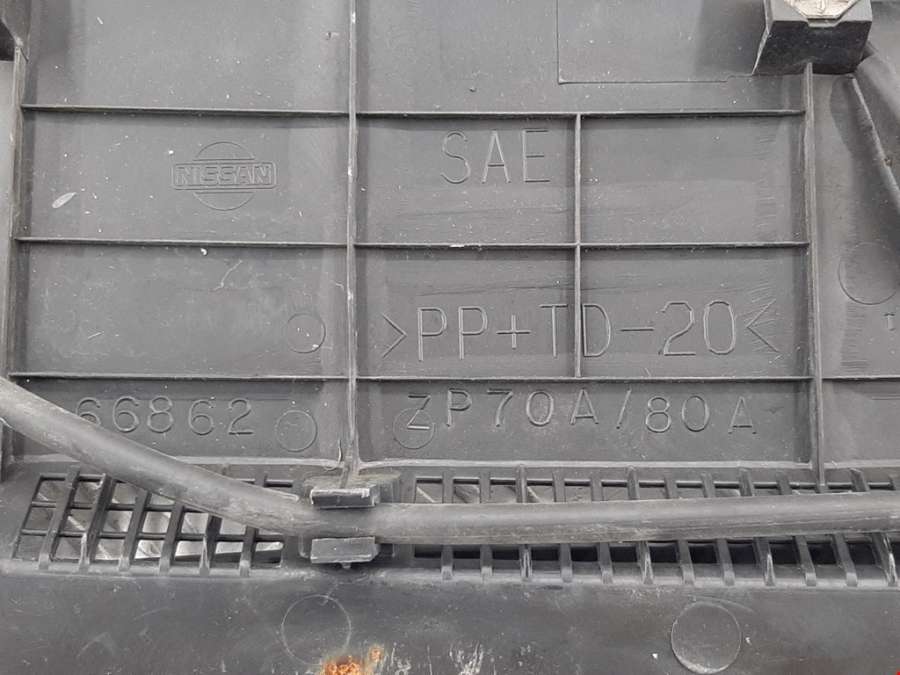 NISSAN
SAE
>PP+TD-20<
66862 ZP70A/80A